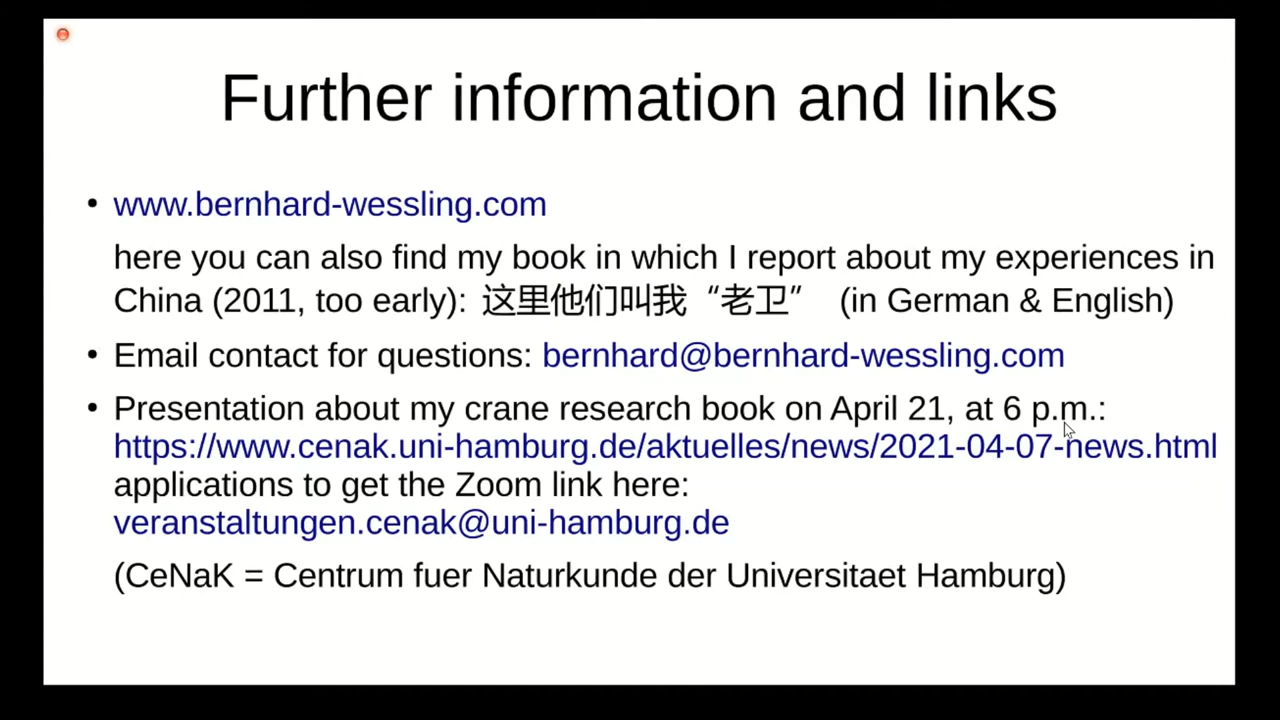 Further information and links
• www.bernhard-wessling.com
here you can also find my book in which I report about my experiences in
China (2011, too early): 这里他们叫我“老卫” (in German & English)
• Email contact for questions: bernhard@bernhard-wessling.com
• Presentation about my crane research book on April 21, at 6 p.m.:
https://www.cenak.uni-hamburg.de/aktuelles/news/2021-04-07-news.html
applications to get the Zoom link here:
veranstaltungen.cenak@uni-hamburg.de
(CeNaK = Centrum fuer Naturkunde der Universitaet Hamburg)